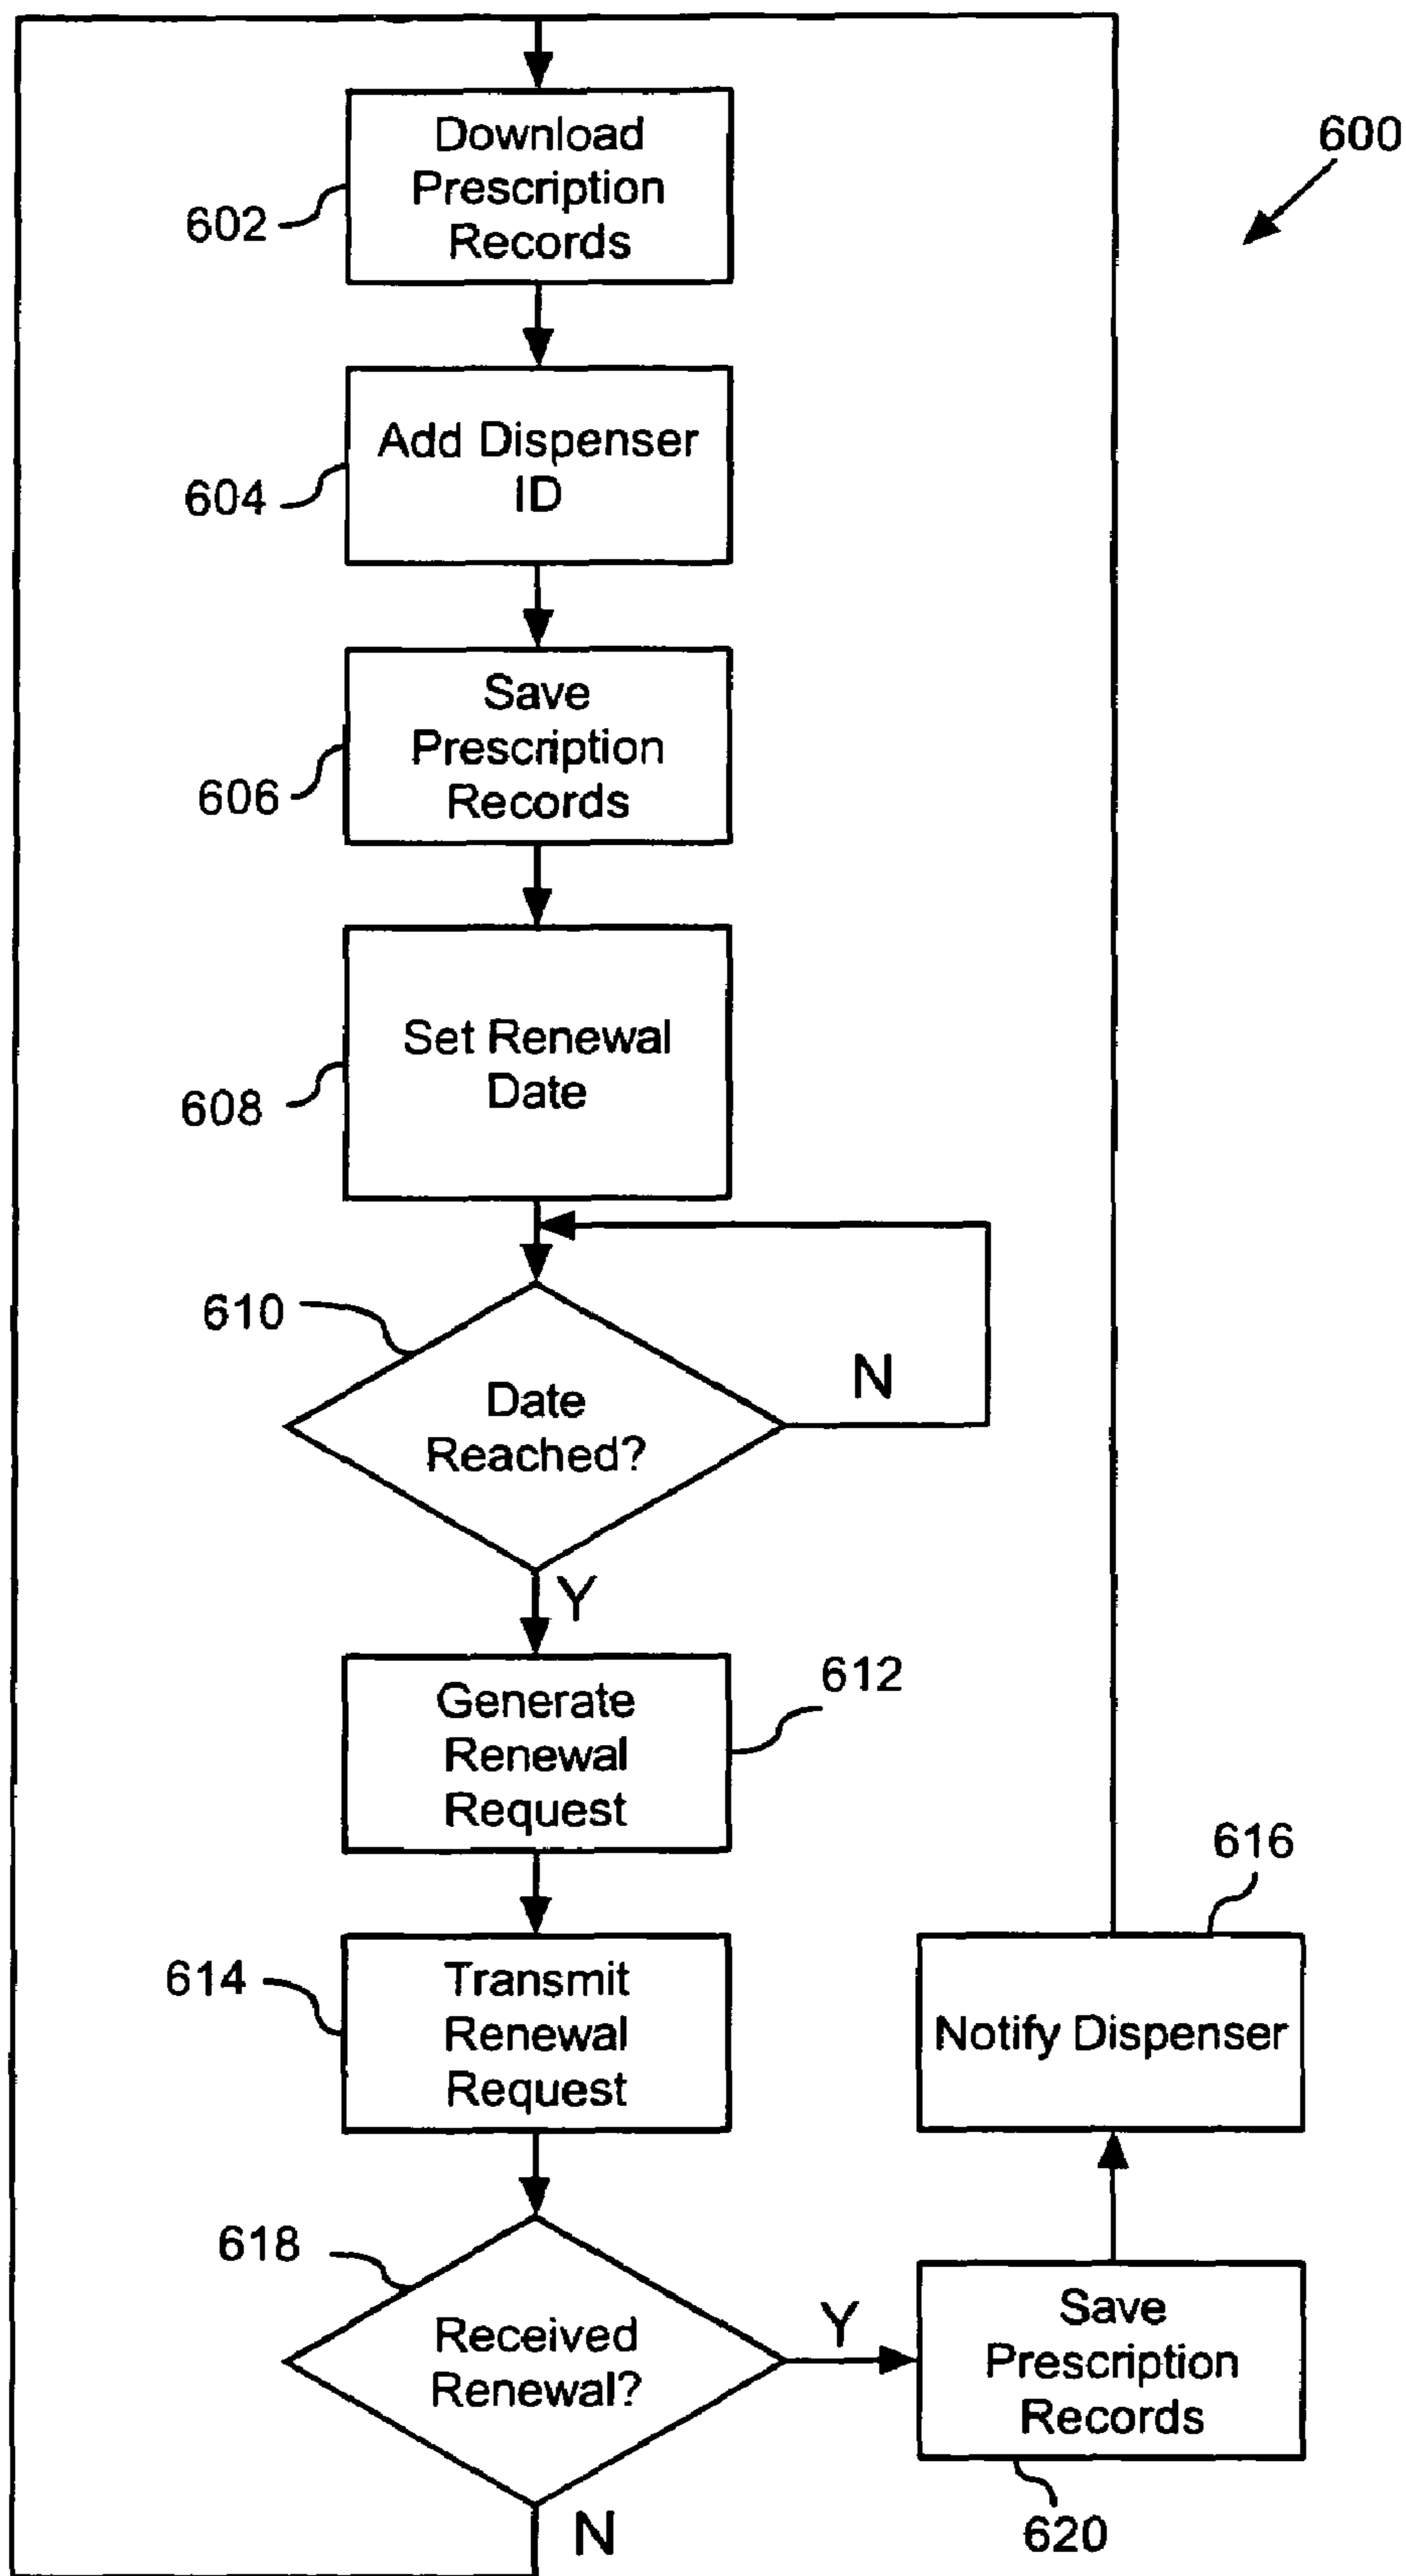 600
Download
Prescription
Records
602
Add Dispenser
ID
604
Save
Prescription
Records
606
Set Renewal
Date
608
610
Date
Reached?
N
Y
Generate
Renewal
Request
612
614
Transmit
Renewal
Request
616
Notify Dispenser
618
Received
Renewal?
Y
Save
Prescription
Records
N
620